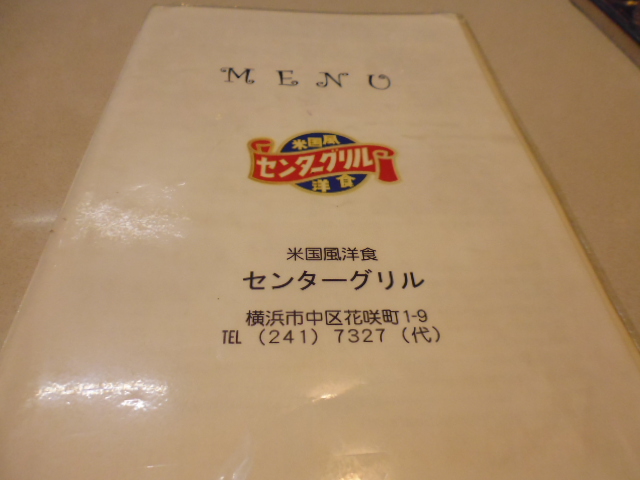 MENU
米国風
センターグリル
洋食
米国風洋食
センターグリル
横浜市中区花咲町1-9
TEL (241) 7327 (代)